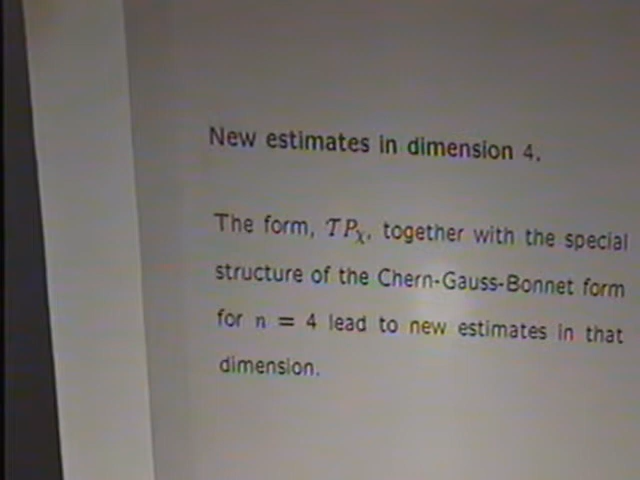 New estimates in dimension 4.
The form, 𝒯P_χ, together with the special
structure of the Chern-Gauss-Bonnet form
for n = 4 lead to new estimates in that
dimension.